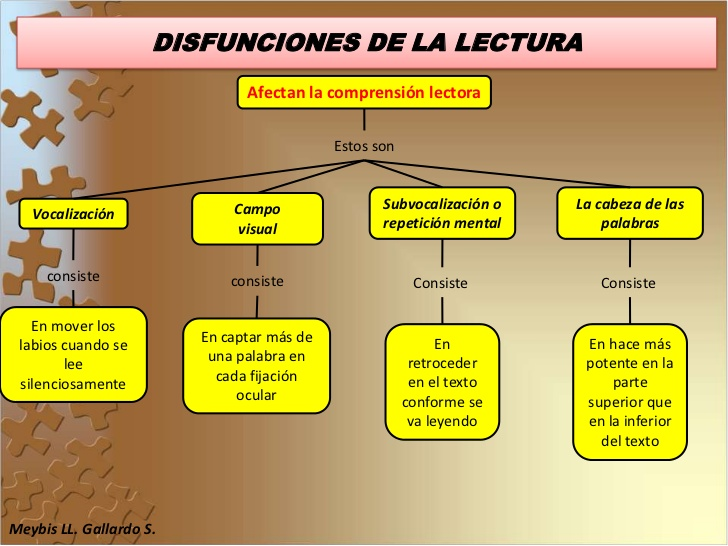 DISFUNCIONES DE LA LECTURA
Afectan la comprensión lectora
Estos son
Vocalización
consiste
En mover los
labios cuando se
lee
silenciosamente
Campo
visual
consiste
En captar más de
una palabra en
cada fijación
ocular
Subvocalización o
repetición mental
Consiste
En
retroceder
en el texto
conforme se
va leyendo
La cabeza de las
palabras
Consiste
En hace más
potente en la
parte
superior que
en la inferior
del texto
Meybis LL. Gallardo S.